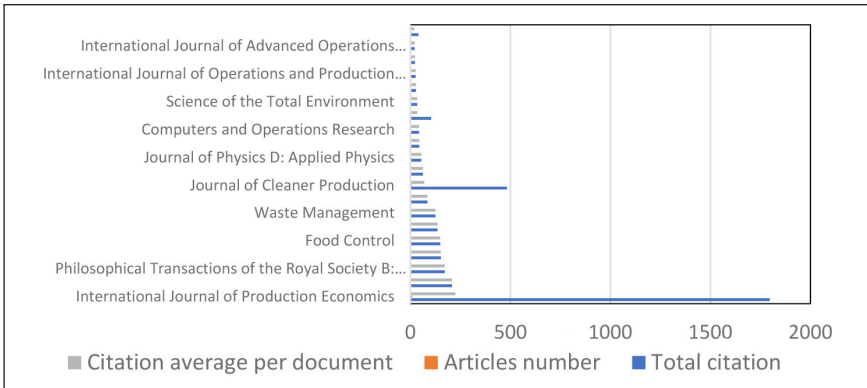 International Journal of Advanced Operations...
International Journal of Operations and Production...
Science of the Total Environment
Computers and Operations Research
Journal of Physics D: Applied Physics
Journal of Cleaner Production
Waste Management
Food Control
Philosophical Transactions of the Royal Society B:...
International Journal of Production Economics
0 500 1000 1500 2000
Citation average per document Articles number Total citation